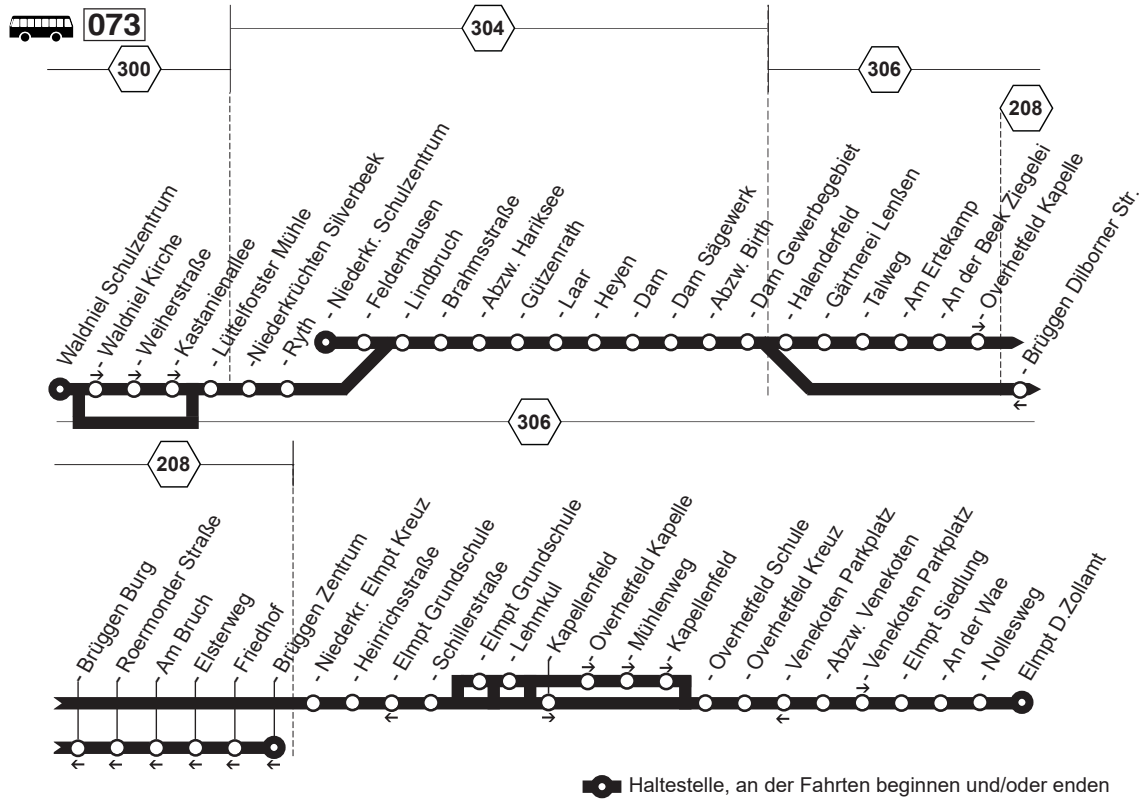 073
300
304
306
208
Waldniel Schulzentrum
- Waldniel Kirche
- Weiherstraße
- Kastanienallee
- Lüttelforster Mühle
-Niederkrüchten Silverbeek
- Ryth
- Niederkr. Schulzentrum
- Felderhausen
- Lindbruch
- Brahmsstraße
- Abzw. Hariksee
- Gützenrath
- Laar
- Heyen
- Dam
- Dam Sägewerk
- Abzw. Birth
- Dam Gewerbegebiet
- Halenderfeld
- Gärtnerei Lenßen
- Talweg
- Am Ertekamp
- An der Beek Ziegelei
- Overhetfeld Kapelle
- Brüggen Dilborner Str.
306
208
Brüggen Burg
Roermonder Straße
Am Bruch
Elsterweg
Friedhof
Brüggen Zentrum
- Niederkr. Elmpt Kreuz
- Heinrichsstraße
- Elmpt Grundschule
- Schillerstraße
- Elmpt Grundschule
- Lehmkul
Kapellenfeld
- Overhetfeld Kapelle
- Mühlenweg
- Kapellenfeld
- Overhetfeld Schule
- Overhetfeld Kreuz
- Venekoten Parkplatz
- Abzw. Venekoten
- Venekoten Parkplatz
- Elmpt Siedlung
- An der Wae
- Nollesweg
Elmpt D.Zollamt
Haltestelle, an der Fahrten beginnen und/oder enden